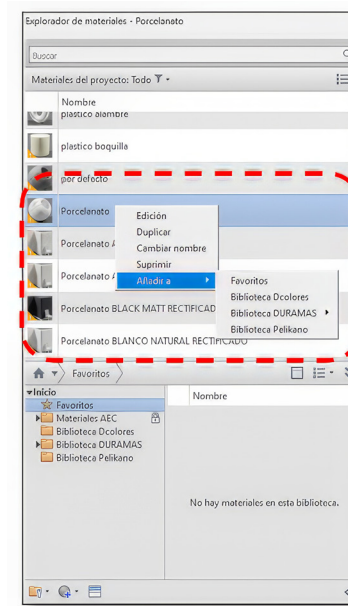 Explorador de materiales - Porcelanato
Buscar
Materiales del proyecto: Todo
Nombre
plastico alambre
plastico boquilla
por defecto
Porcelanato
Edición
Duplicar
Porcelanato A
Cambiar nombre
Suprimir
Porcelanato A
Añadir a
Favoritos
Biblioteca Dcolores
Porcelanato BLACK MATT RECTIFICAD
Biblioteca DURAMAS
Biblioteca Pelikano
Porcelanato BLANCO NATURAL RECTIFICADO
Favoritos
Inicio
Nombre
Favoritos
Materiales AEC
Biblioteca Dcolores
Biblioteca DURAMAS
Biblioteca Pelikano
No hay materiales en esta biblioteca.